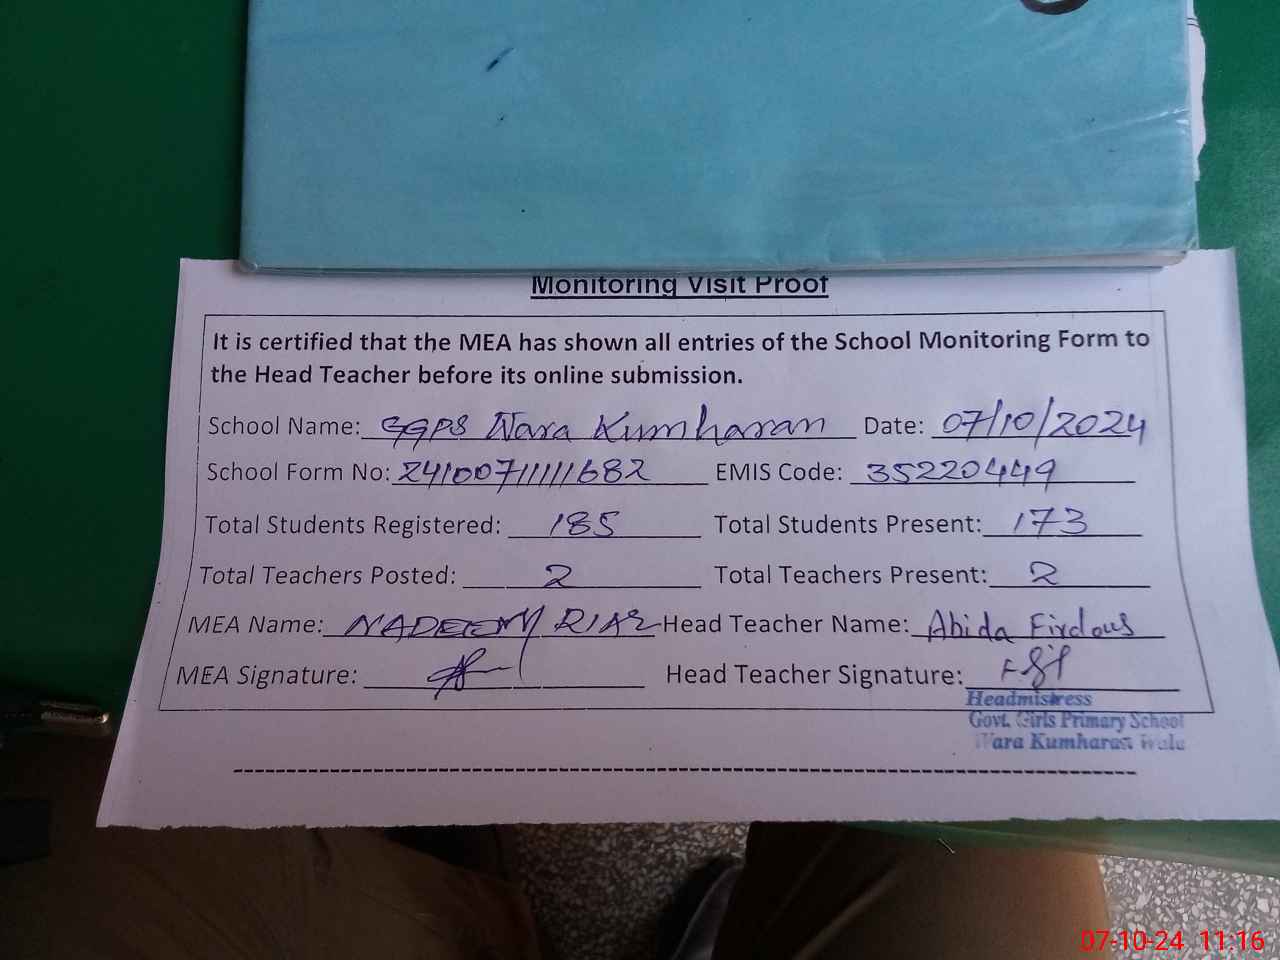 Monitoring Visit Proof
It is certified that the MEA has shown all entries of the School Monitoring Form to
the Head Teacher before its online submission.
School Name: GGPS Wara Kumharan Date: 07/10/2024
School Form No: 24100711111682 EMIS Code: 35220449
Total Students Registered: 185 Total Students Present: 173
Total Teachers Posted: 2 Total Teachers Present: 2
MEA Name: NADEEM RIAZ Head Teacher Name: Abida Firdous
MEA Signature: Head Teacher Signature:
Headmistress
Govt. Girls Primary School
Wara Kumharan Wala
07-10-24 11:16